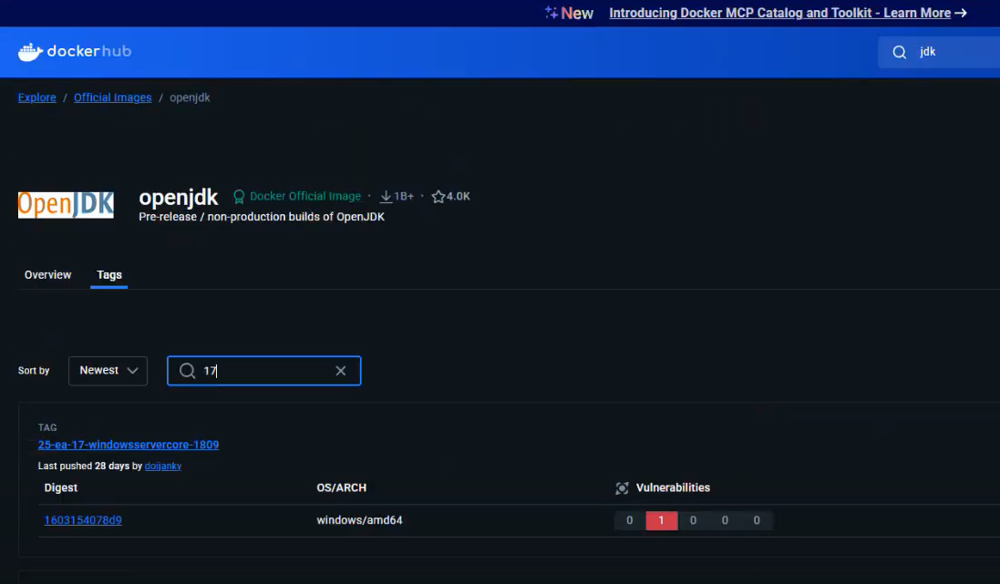 New Introducing Docker MCP Catalog and Toolkit - Learn More →
dockerhub
jdk
Explore / Official Images / openjdk
OpenJDK
openjdk Docker Official Image · 1B+ · 4.0K
Pre-release / non-production builds of OpenJDK
Overview Tags
Sort by Newest 17
TAG
25-ea-17-windowsservercore-1809
Last pushed 28 days by doijanky
Digest OS/ARCH Vulnerabilities
1603154078d9 windows/amd64 0 1 0 0 0